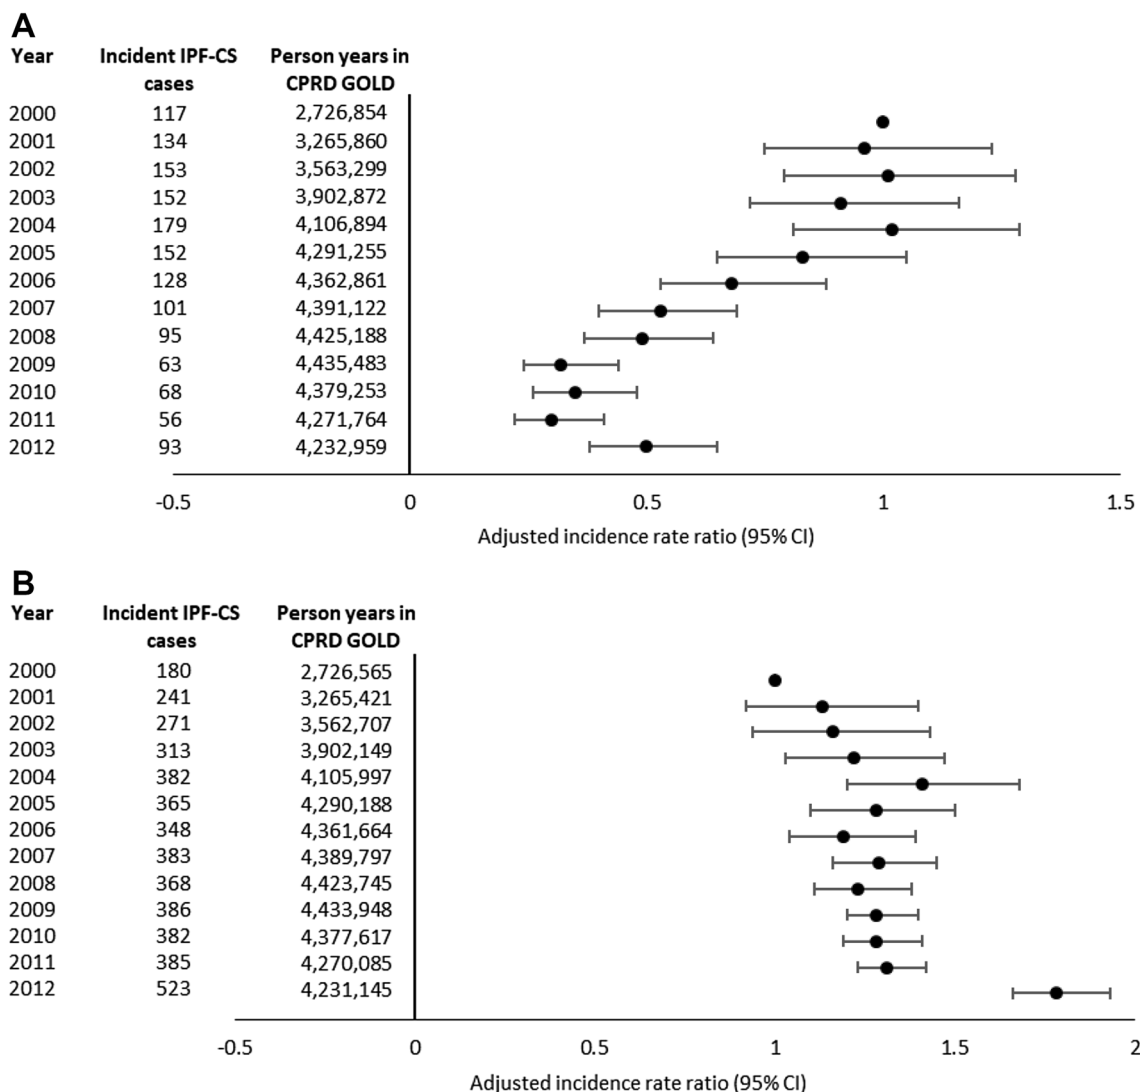 A
Year Incident IPF-CS Person years in
cases CPRD GOLD
2000 117 2,726,854
2001 134 3,265,860
2002 153 3,563,299
2003 152 3,902,872
2004 179 4,106,894
2005 152 4,291,255
2006 128 4,362,861
2007 101 4,391,122
2008 95 4,425,188
2009 63 4,435,483
2010 68 4,379,253
2011 56 4,271,764
2012 93 4,232,959
-0.5 0 0.5 1 1.5
Adjusted incidence rate ratio (95% CI)
B
Year Incident IPF-CS Person years in
cases CPRD GOLD
2000 180 2,726,565
2001 241 3,265,421
2002 271 3,562,707
2003 313 3,902,149
2004 382 4,105,997
2005 365 4,290,188
2006 348 4,361,664
2007 383 4,389,797
2008 368 4,423,745
2009 386 4,433,948
2010 382 4,377,617
2011 385 4,270,085
2012 523 4,231,145
-0.5 0 0.5 1 1.5 2
Adjusted incidence rate ratio (95% CI)